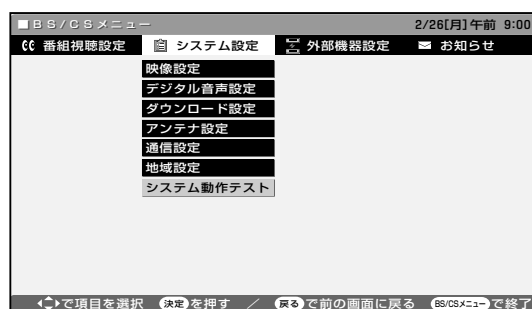 ■BS/CSメニュー 2/26[月]午前 9:00
番組視聴設定 システム設定 外部機器設定 お知らせ
映像設定
デジタル音声設定
ダウンロード設定
アンテナ設定
通信設定
地域設定
システム動作テスト
で項目を選択 決定を押す ／ 戻るで前の画面に戻る BS/CSメニューで終了